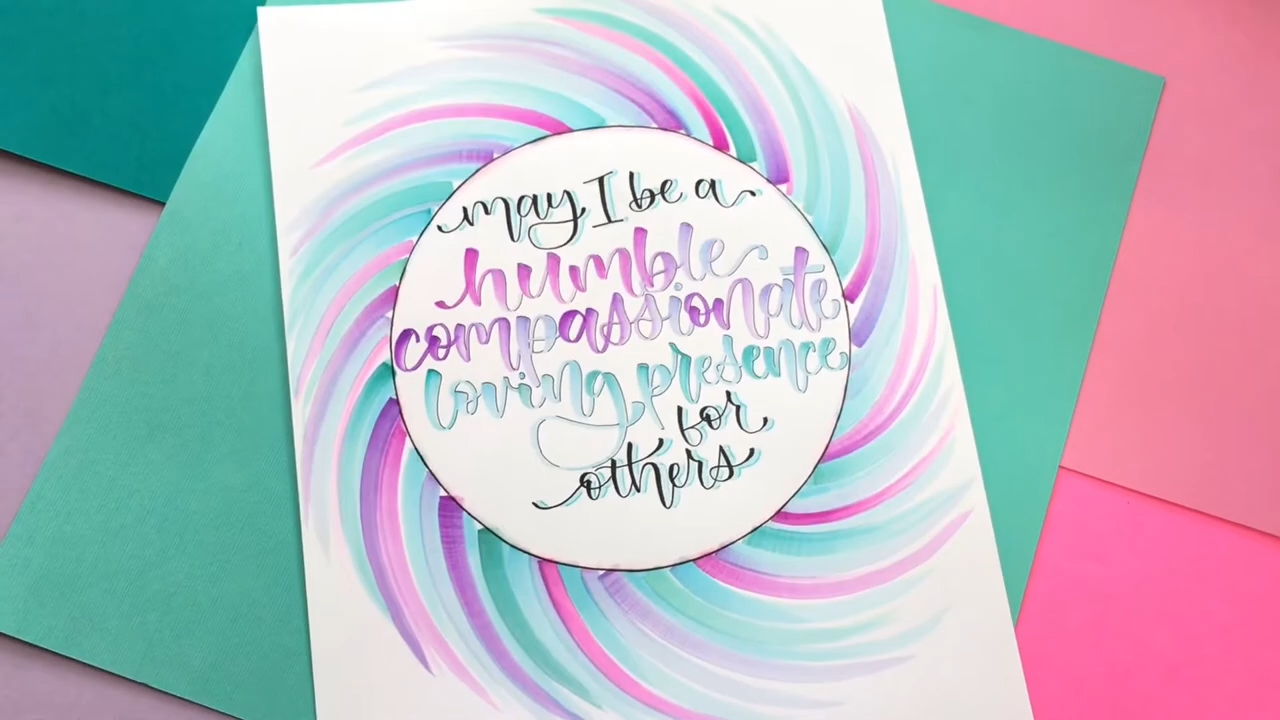 may I be a
humble
compassionate
loving presence
for
others